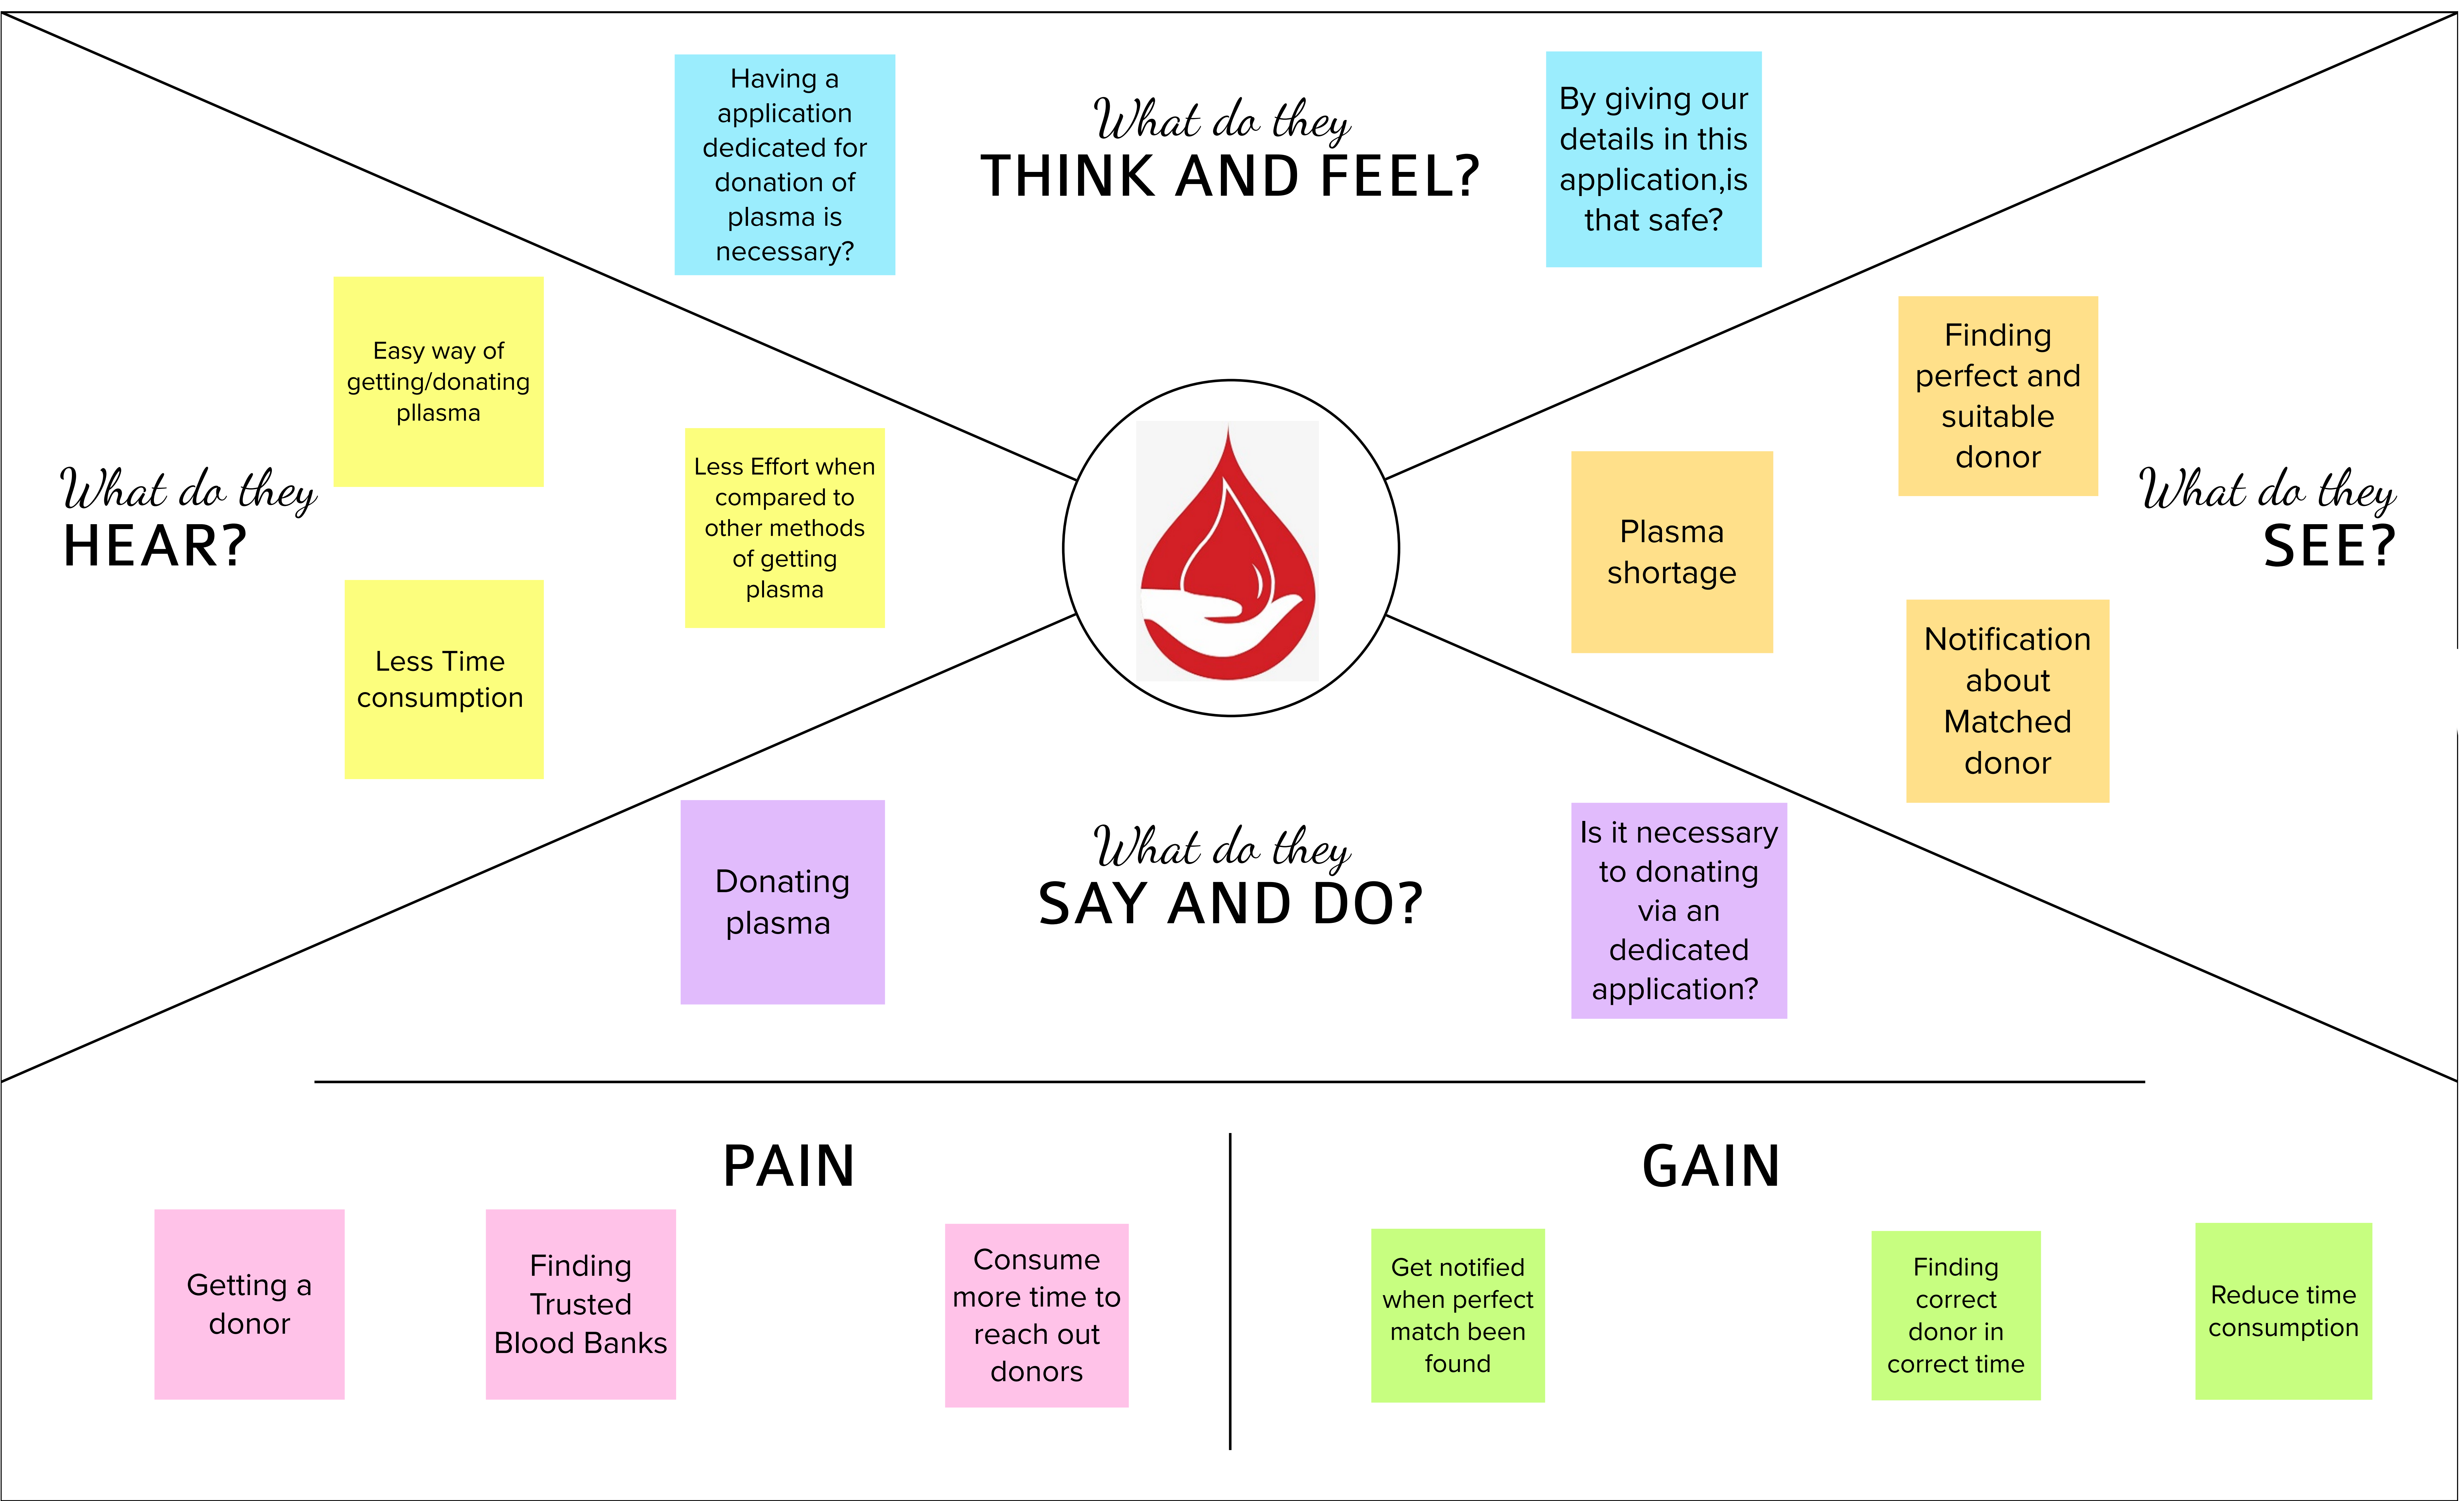 Having a
application
dedicated for
donation of
plasma is
necessary?
What do they
THINK AND FEEL?
By giving our
details in this
application,is
that safe?
Easy way of
getting/donating
pllasma
What do they
HEAR?
Less Effort when
compared to
other methods
of getting
plasma
Less Time
consumption
Finding
perfect and
suitable
donor
Plasma
shortage
What do they
SEE?
Notification
about
Matched
donor
Donating
plasma
What do they
SAY AND DO?
Is it necessary
to donating
via an
dedicated
application?
PAIN
Getting a
donor
Finding
Trusted
Blood Banks
Consume
more time to
reach out
donors
GAIN
Get notified
when perfect
match been
found
Finding
correct
donor in
correct time
Reduce time
consumption